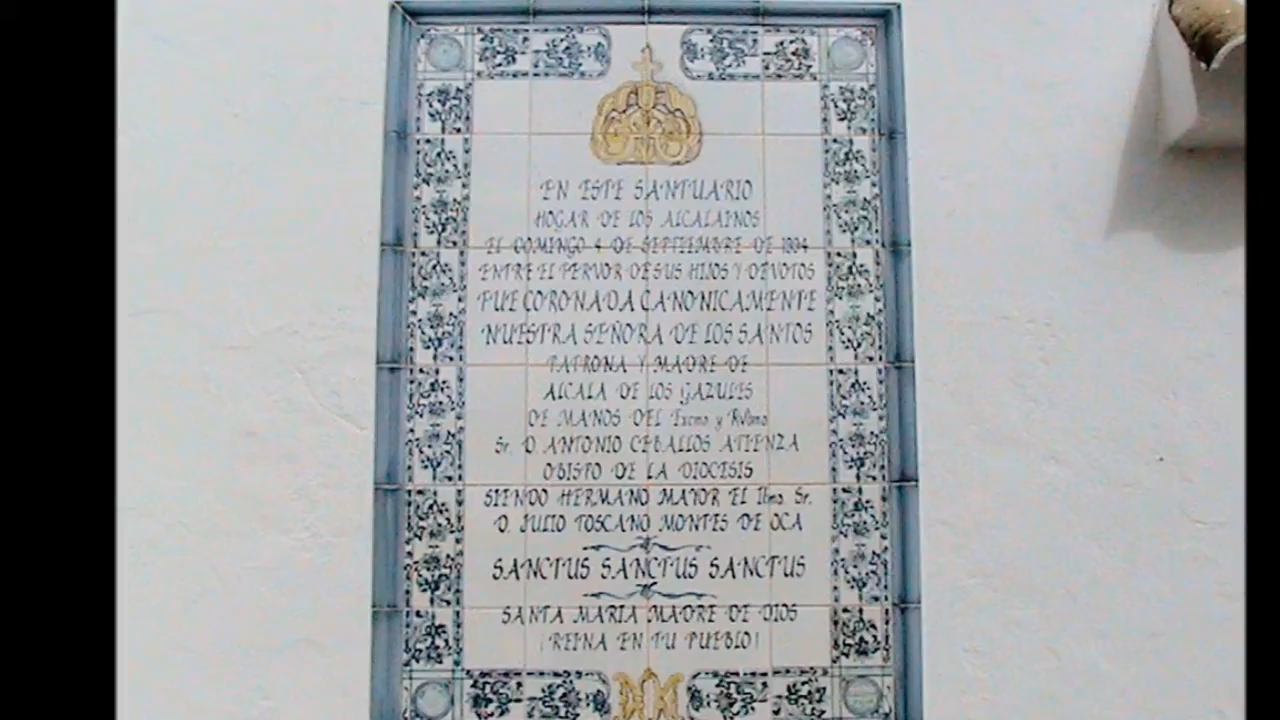 EN ESTE SANTUARIO
HOGAR DE LOS ALCALAINOS
EL DOMINGO 4 DE SEPTIEMBRE DE
ENTRE EL FERVOR DE SUS HIJOS Y DEVOTOS
FUE CORONADA CANONICAMENTE
NUESTRA SEÑORA DE LOS SANTOS
PATRONA Y MADRE DE
ALCALA DE LOS GAZULES
DE MANOS DEL Excmo y Rvdmo
Sr. D. ANTONIO CEBALLOS ATIENZA
OBISPO DE LA DIOCESIS
SIENDO HERMANO MAYOR EL Ilmo. Sr.
D. JULIO TOSCANO MONTES DE OCA
SANCTUS SANCTUS SANCTUS
SANTA MARIA MADRE DE DIOS
¡REINA EN TU PUEBLO!